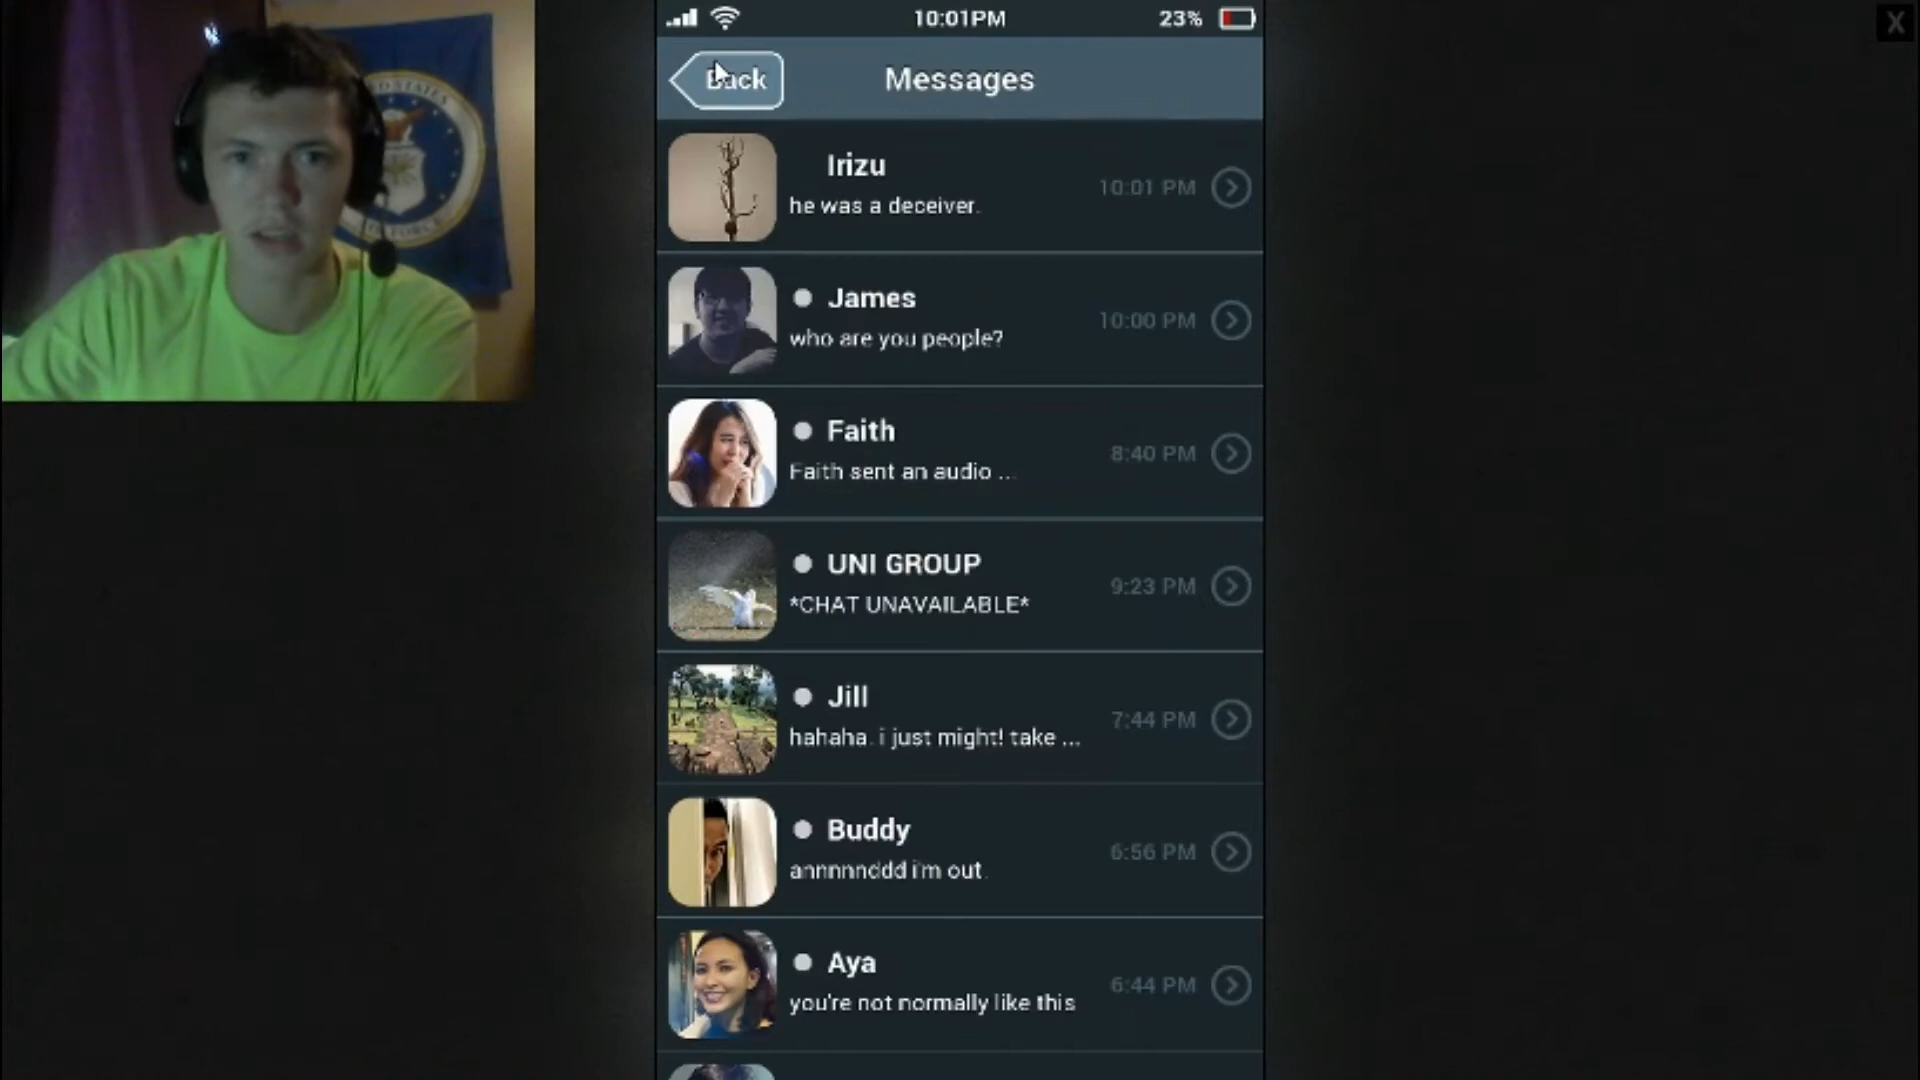 10:01PM
23%
X
Back
Messages
Irizu
10:01 PM
he was a deceiver.
James
10:00 PM
who are you people?
Faith
8:40 PM
Faith sent an audio ...
UNI GROUP
9:23 PM
*CHAT UNAVAILABLE*
Jill
7:44 PM
hahaha. i just might! take ...
Buddy
6:56 PM
annnnnddd i'm out.
Aya
6:44 PM
you're not normally like this